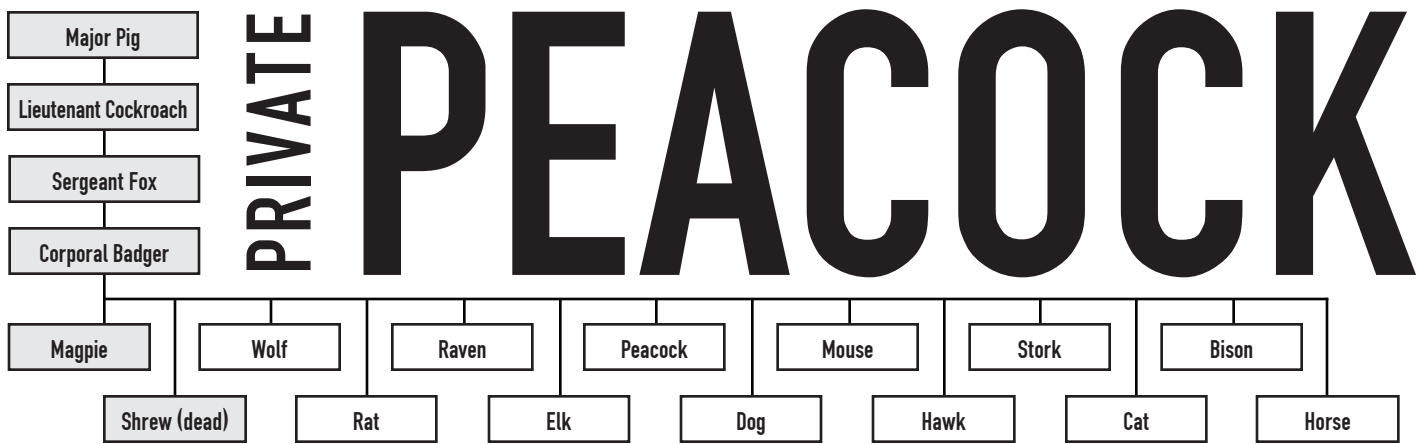 Major Pig
Lieutenant Cockroach
Sergeant Fox
Corporal Badger
PRIVATE
PEACOCK
Magpie
Wolf
Raven
Peacock
Mouse
Stork
Bison
Shrew (dead)
Rat
Elk
Dog
Hawk
Cat
Horse